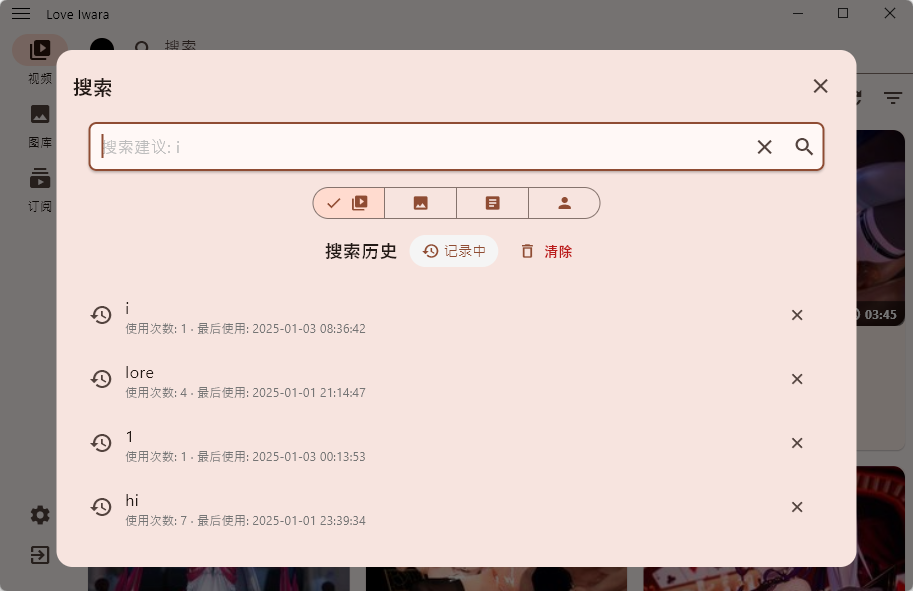 Love Iwara
搜索
视频
图库
订阅
搜索
搜索建议: i
搜索历史
记录中
清除
i
使用次数: 1 · 最后使用: 2025-01-03 08:36:42
lore
使用次数: 4 · 最后使用: 2025-01-01 21:14:47
1
使用次数: 1 · 最后使用: 2025-01-03 00:13:53
hi
使用次数: 7 · 最后使用: 2025-01-01 23:39:34
03:45